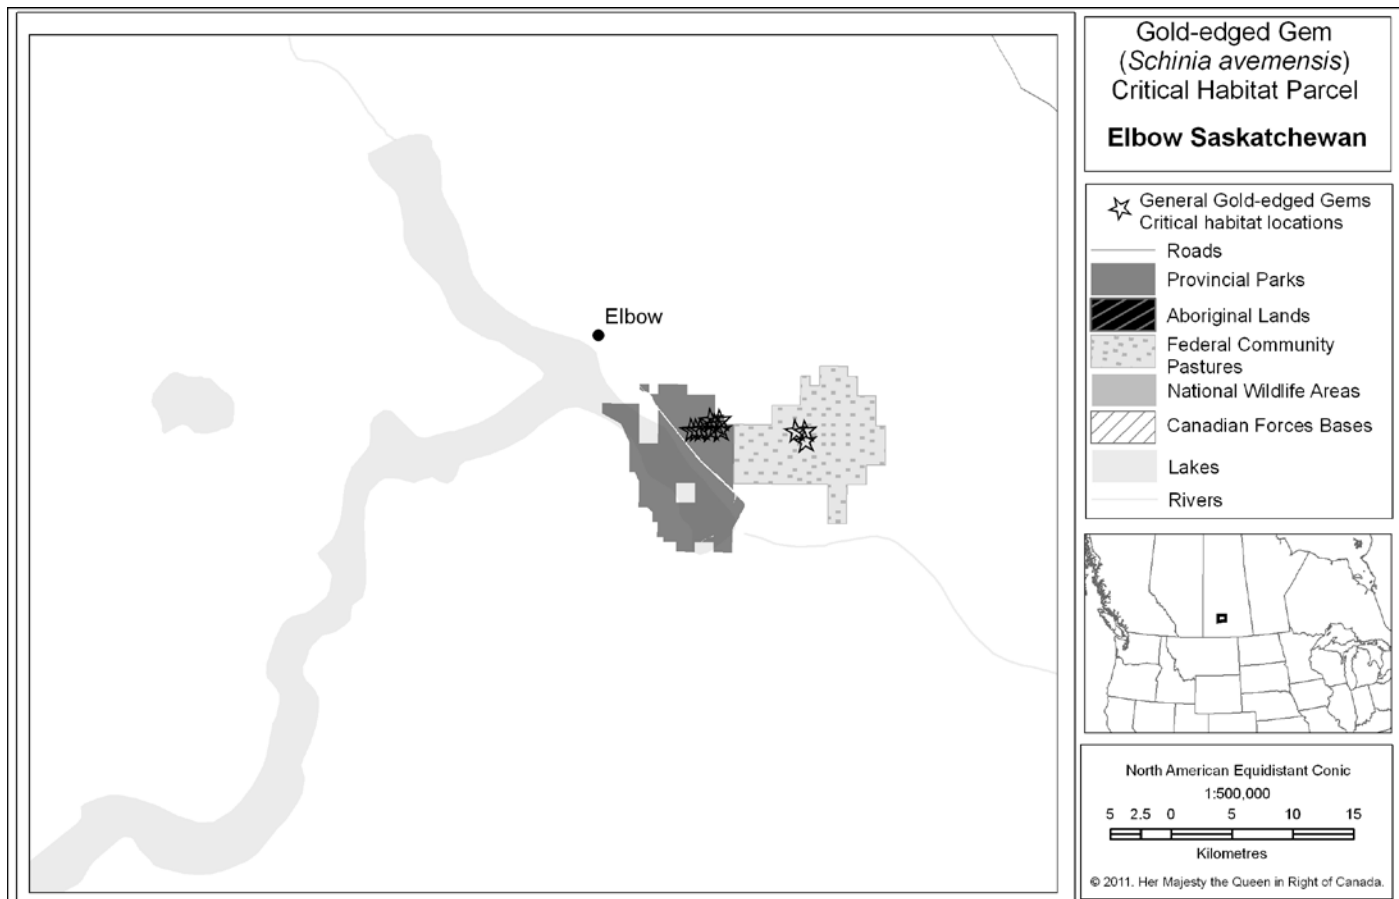 Gold-edged Gem
(Schinia avemensis)
Critical Habitat Parcel
Elbow Saskatchewan
Elbow
General Gold-edged Gems
Critical habitat locations
Roads
Provincial Parks
Aboriginal Lands
Federal Community
Pastures
National Wildlife Areas
Canadian Forces Bases
Lakes
Rivers
North American Equidistant Conic
1:500,000
5 2.5 0 5 10 15
Kilometres
© 2011. Her Majesty the Queen in Right of Canada.